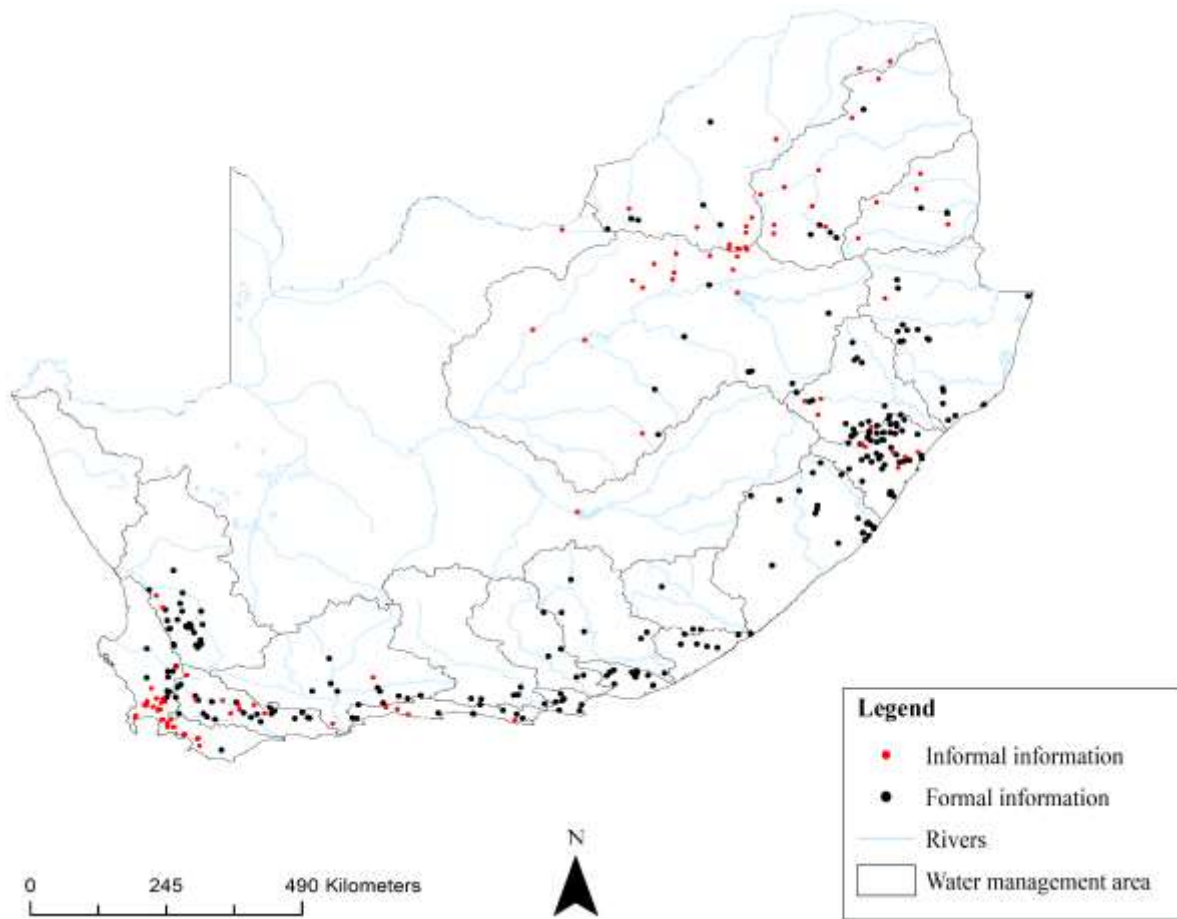 Legend
Informal information
Formal information
Rivers
Water management area
N
0 245 490 Kilometers